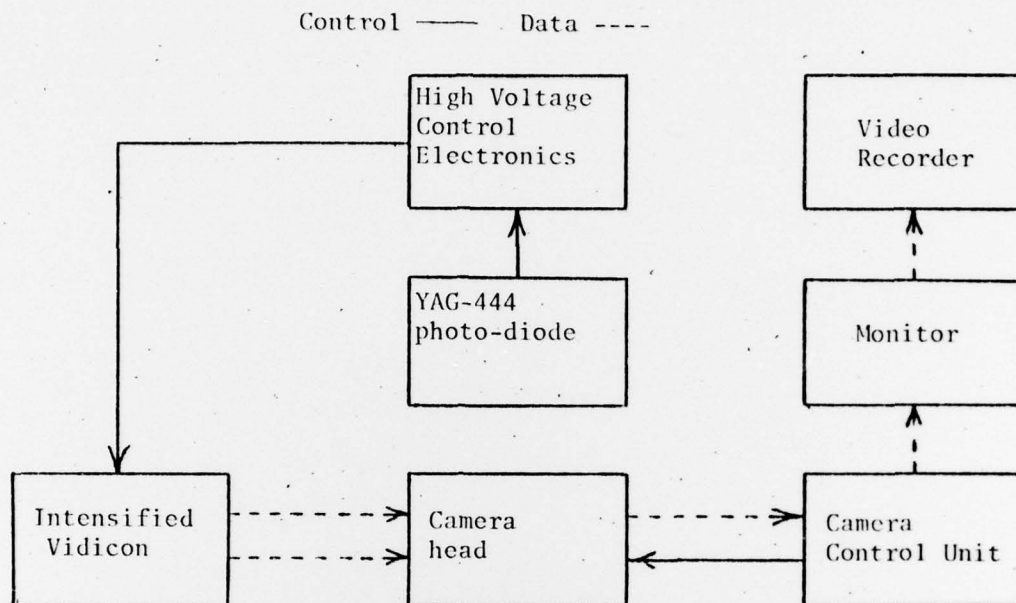 Control Data
High Voltage
Control
Electronics
Video
Recorder
YAG-444
photo-diode
Monitor
Intensified
Vidicon
Camera
head
Camera
Control Unit